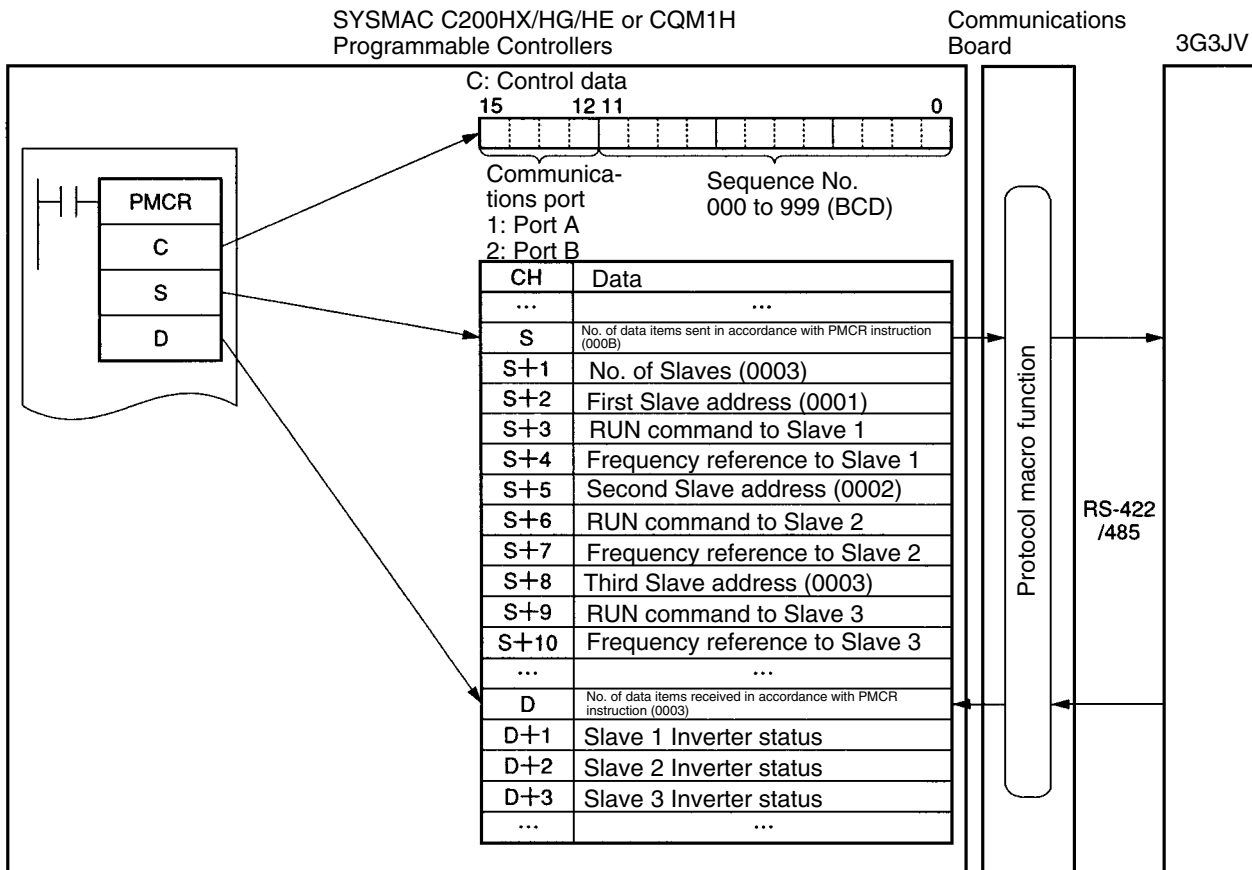 SYSMAC C200HX/HG/HE or CQM1H
Programmable Controllers
Communications
Board
3G3JV
C: Control data
15 12 11 0
Communica-
tions port
1: Port A
2: Port B
Sequence No.
000 to 999 (BCD)
PMCR
C
S
D
CH Data
... ...
S No. of data items sent in accordance with PMCR instruction
(000B)
S+1 No. of Slaves (0003)
S+2 First Slave address (0001)
S+3 RUN command to Slave 1
S+4 Frequency reference to Slave 1
S+5 Second Slave address (0002)
S+6 RUN command to Slave 2
S+7 Frequency reference to Slave 2
S+8 Third Slave address (0003)
S+9 RUN command to Slave 3
S+10 Frequency reference to Slave 3
... ...
D No. of data items received in accordance with PMCR
instruction (0003)
D+1 Slave 1 Inverter status
D+2 Slave 2 Inverter status
D+3 Slave 3 Inverter status
... ...
Protocol macro function
RS-422
/485